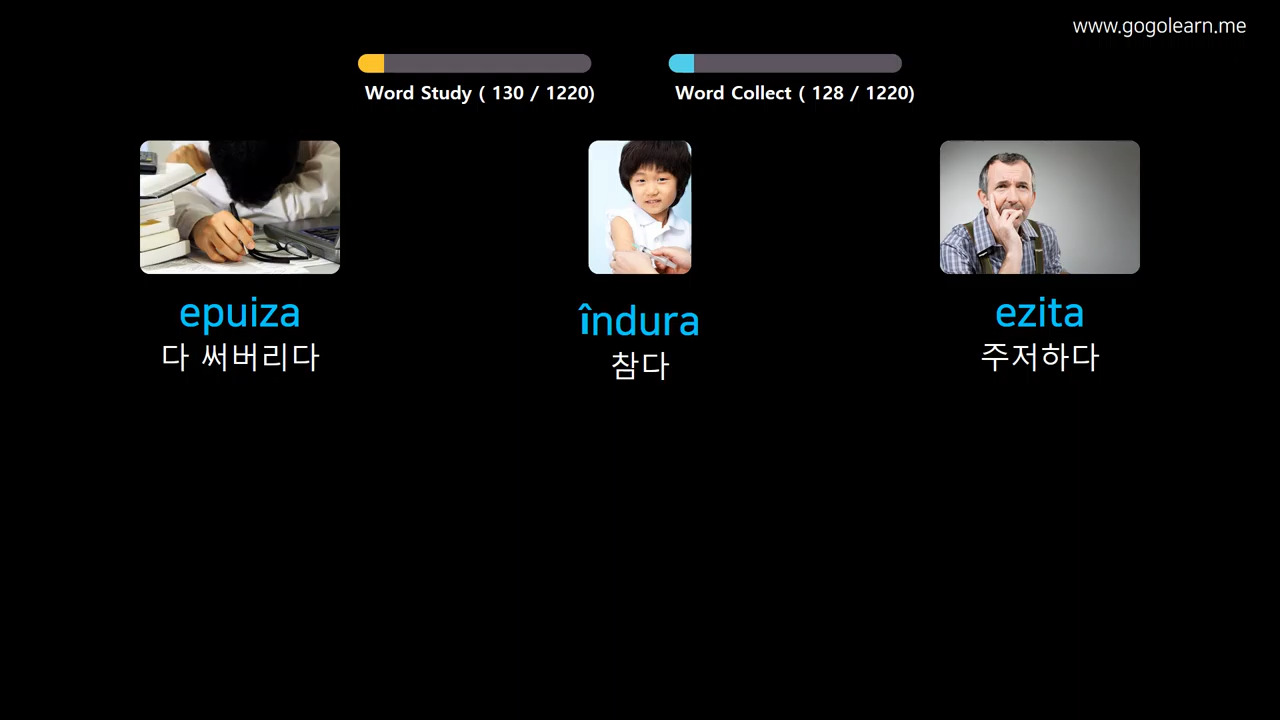 www.gogolearn.me
Word Study ( 130 / 1220)
Word Collect ( 128 / 1220)
epuiza
다 써버리다
îndura
참다
ezita
주저하다